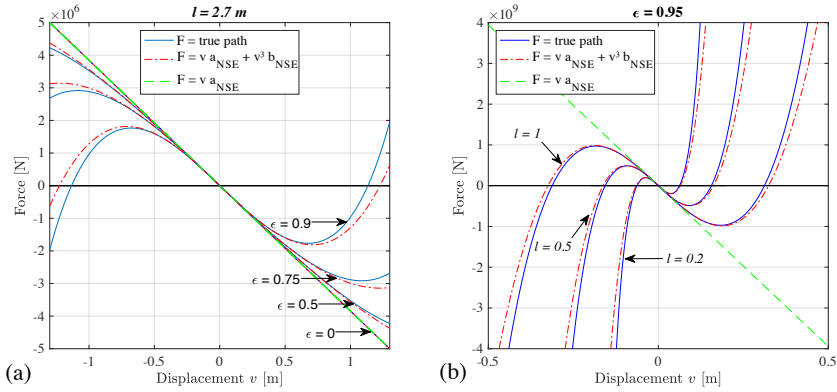 l = 2.7 m
×10⁶
F = true path
F = v a_NSE + v³ b_NSE
F = v a_NSE
Force [N]
5
4
3
2
1
0
-1
-2
-3
-4
5
ϵ = 0.9
ϵ = 0.75
ϵ = 0.5
ϵ = 0
-1
-0.5
0
0.5
1
Displacement v [m]
(a)
ϵ = 0.95
×10⁹
F = true path
F = v a_NSE + v³ b_NSE
F = v a_NSE
Force [N]
4
3
2
1
0
-1
-2
-3
-4
l = 1
l = 0.5
l = 0.2
-0.5
0
0.5
Displacement v [m]
(b)